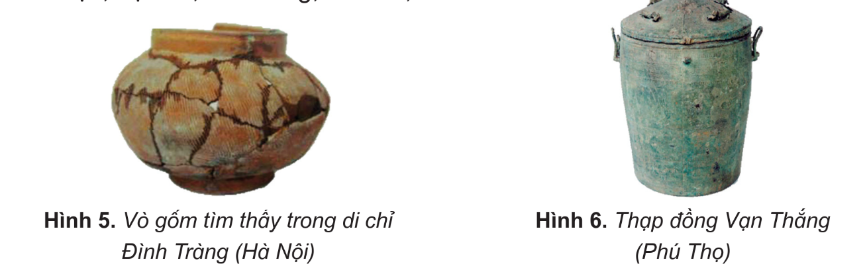 Hình 5. Vò gốm tìm thấy trong di chỉ
Đình Tràng (Hà Nội)
Hình 6. Thạp đồng Vạn Thắng
(Phú Thọ)